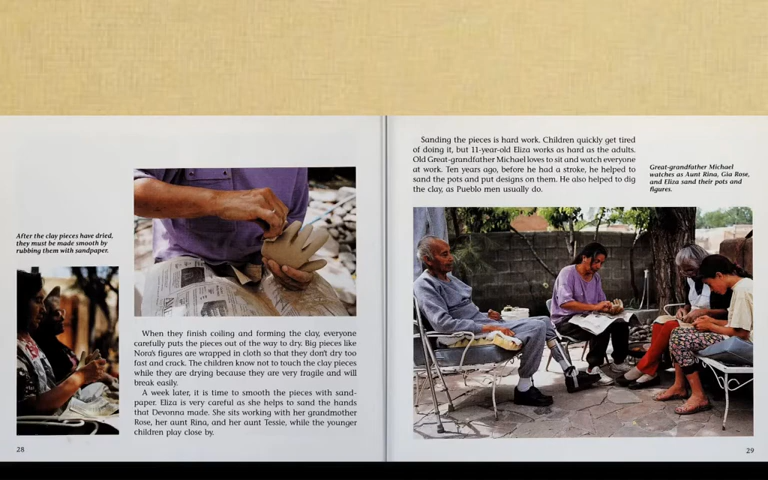 After the clay pieces have dried,
they must be made smooth by
rubbing them with sandpaper.
When they finish coiling and forming the clay, everyone
carefully puts the pieces out of the way to dry. Big pieces like
Nora's figures are wrapped in cloth so that they don't dry too
fast and crack. The children know not to touch the clay pieces
while they are drying because they are very fragile and will
break easily.
A week later, it is time to smooth the pieces with sand-
paper. Eliza is very careful as she helps to sand the hands
that Devonna made. She sits working with her grandmother
Rose, her aunt Rina, and her aunt Tessie, while the younger
children play close by.
28
Sanding the pieces is hard work. Children quickly get tired
of doing it, but 11-year-old Eliza works as hard as the adults.
Old Great-grandfather Michael loves to sit and watch everyone
at work. Ten years ago, before he had a stroke, he helped to
sand the pots and put designs on them. He also helped to dig
the clay, as Pueblo men usually do.
Great-grandfather Michael
watches as Aunt Rina, Gia Rose,
and Eliza sand their pots and
figures.
29